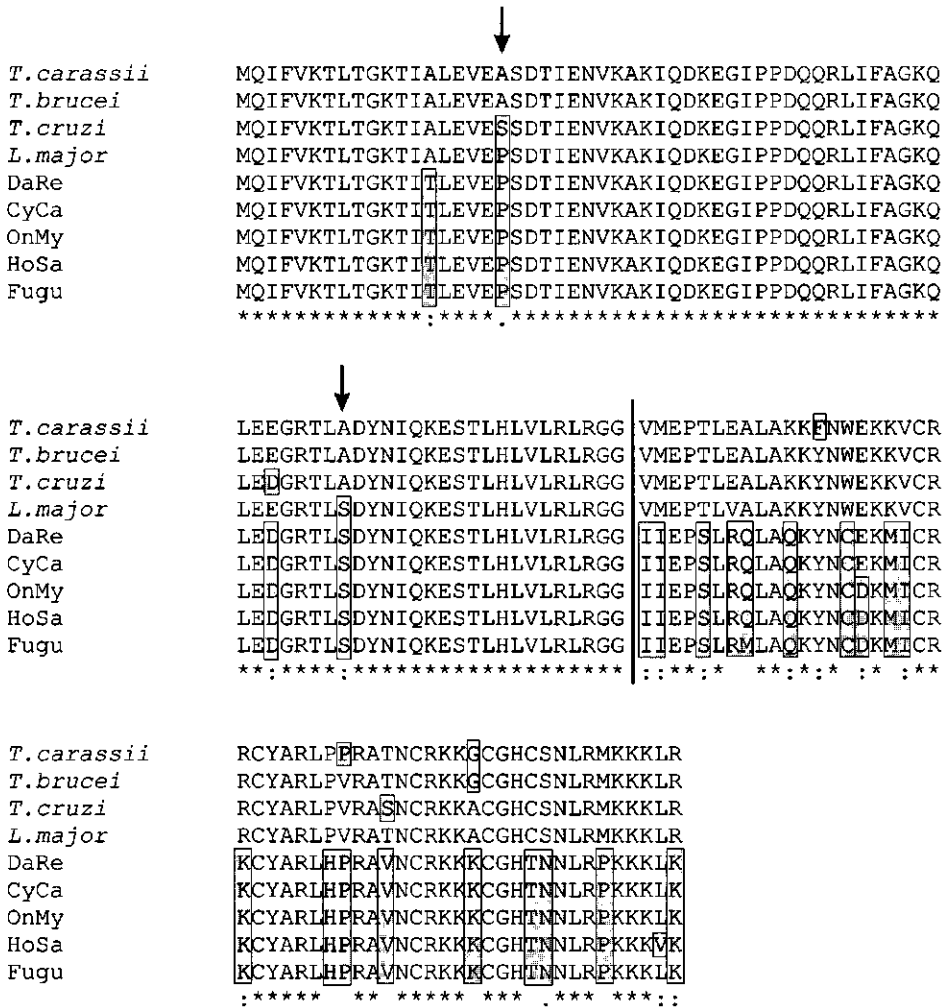 T.carassii MQIFVKTLTGKTIALEVEASDTIENVKAKIQDKEGIPPDQQRLIFAGKQ
T.brucei MQIFVKTLTGKTIALEVEASDTIENVKAKIQDKEGIPPDQQRLIFAGKQ
T.cruzi MQIFVKTLTGKTIALEVESSDTIENVKAKIQDKEGIPPDQQRLIFAGKQ
L.major MQIFVKTLTGKTIALEVEPSDTIENVKAKIQDKEGIPPDQQRLIFAGKQ
DaRe MQIFVKTLTGKTITLEVEPSDTIENVKAKIQDKEGIPPDQQRLIFAGKQ
CyCa MQIFVKTLTGKTITLEVEPSDTIENVKAKIQDKEGIPPDQQRLIFAGKQ
OnMy MQIFVKTLTGKTITLEVEPSDTIENVKAKIQDKEGIPPDQQRLIFAGKQ
HoSa MQIFVKTLTGKTITLEVEPSDTIENVKAKIQDKEGIPPDQQRLIFAGKQ
Fugu MQIFVKTLTGKTITLEVEPSDTIENVKAKIQDKEGIPPDQQRLIFAGKQ
*************:****.******************************
T.carassii LEEGRTLADYNIQKESTLHLVLRLRGG VMEPTLEALAKKFNWEKKVCR
T.brucei LEEGRTLADYNIQKESTLHLVLRLRGG VMEPTLEALAKKYNWEKKVCR
T.cruzi LEDGRTLADYNIQKESTLHLVLRLRGG VMEPTLEALAKKYNWEKKVCR
L.major LEEGRTLSDYNIQKESTLHLVLRLRGG VMEPTLVALAKKYNWEKKVCR
DaRe LEDGRTLSDYNIQKESTLHLVLRLRGG IIEPSLRQLAQKYNCEKMICR
CyCa LEDGRTLSDYNIQKESTLHLVLRLRGG IIEPSLRQLAQKYNCEKMICR
OnMy LEDGRTLSDYNIQKESTLHLVLRLRGG IIEPSLRQLAQKYNCDKMICR
HoSa LEDGRTLSDYNIQKESTLHLVLRLRGG IIEPSLRQLAQKYNCDKMICR
Fugu LEDGRTLSDYNIQKESTLHLVLRLRGG IIEPSLRMLAQKYNCDKMICR
**:****:******************* ::**:*  **:*:* :* :**
T.carassii RCYARLPPRATNCRKKGCGHCSNLRMKKKLR
T.brucei RCYARLPVRATNCRKKGCGHCSNLRMKKKLR
T.cruzi RCYARLPVRASNCRKKACGHCSNLRMKKKLR
L.major RCYARLPVRATNCRKKACGHCSNLRMKKKLR
DaRe KCYARLHPRAVNCRKKKCGHTNNLRPKKKLK
CyCa KCYARLHPRAVNCRKKKCGHTNNLRPKKKLK
OnMy KCYARLHPRAVNCRKKKCGHTNNLRPKKKLK
HoSa KCYARLHPRAVNCRKKKCGHTNNLRPKKKVK
Fugu KCYARLHPRAVNCRKKKCGHTNNLRPKKKLK
:*****  ** ***** *** .*** ***::